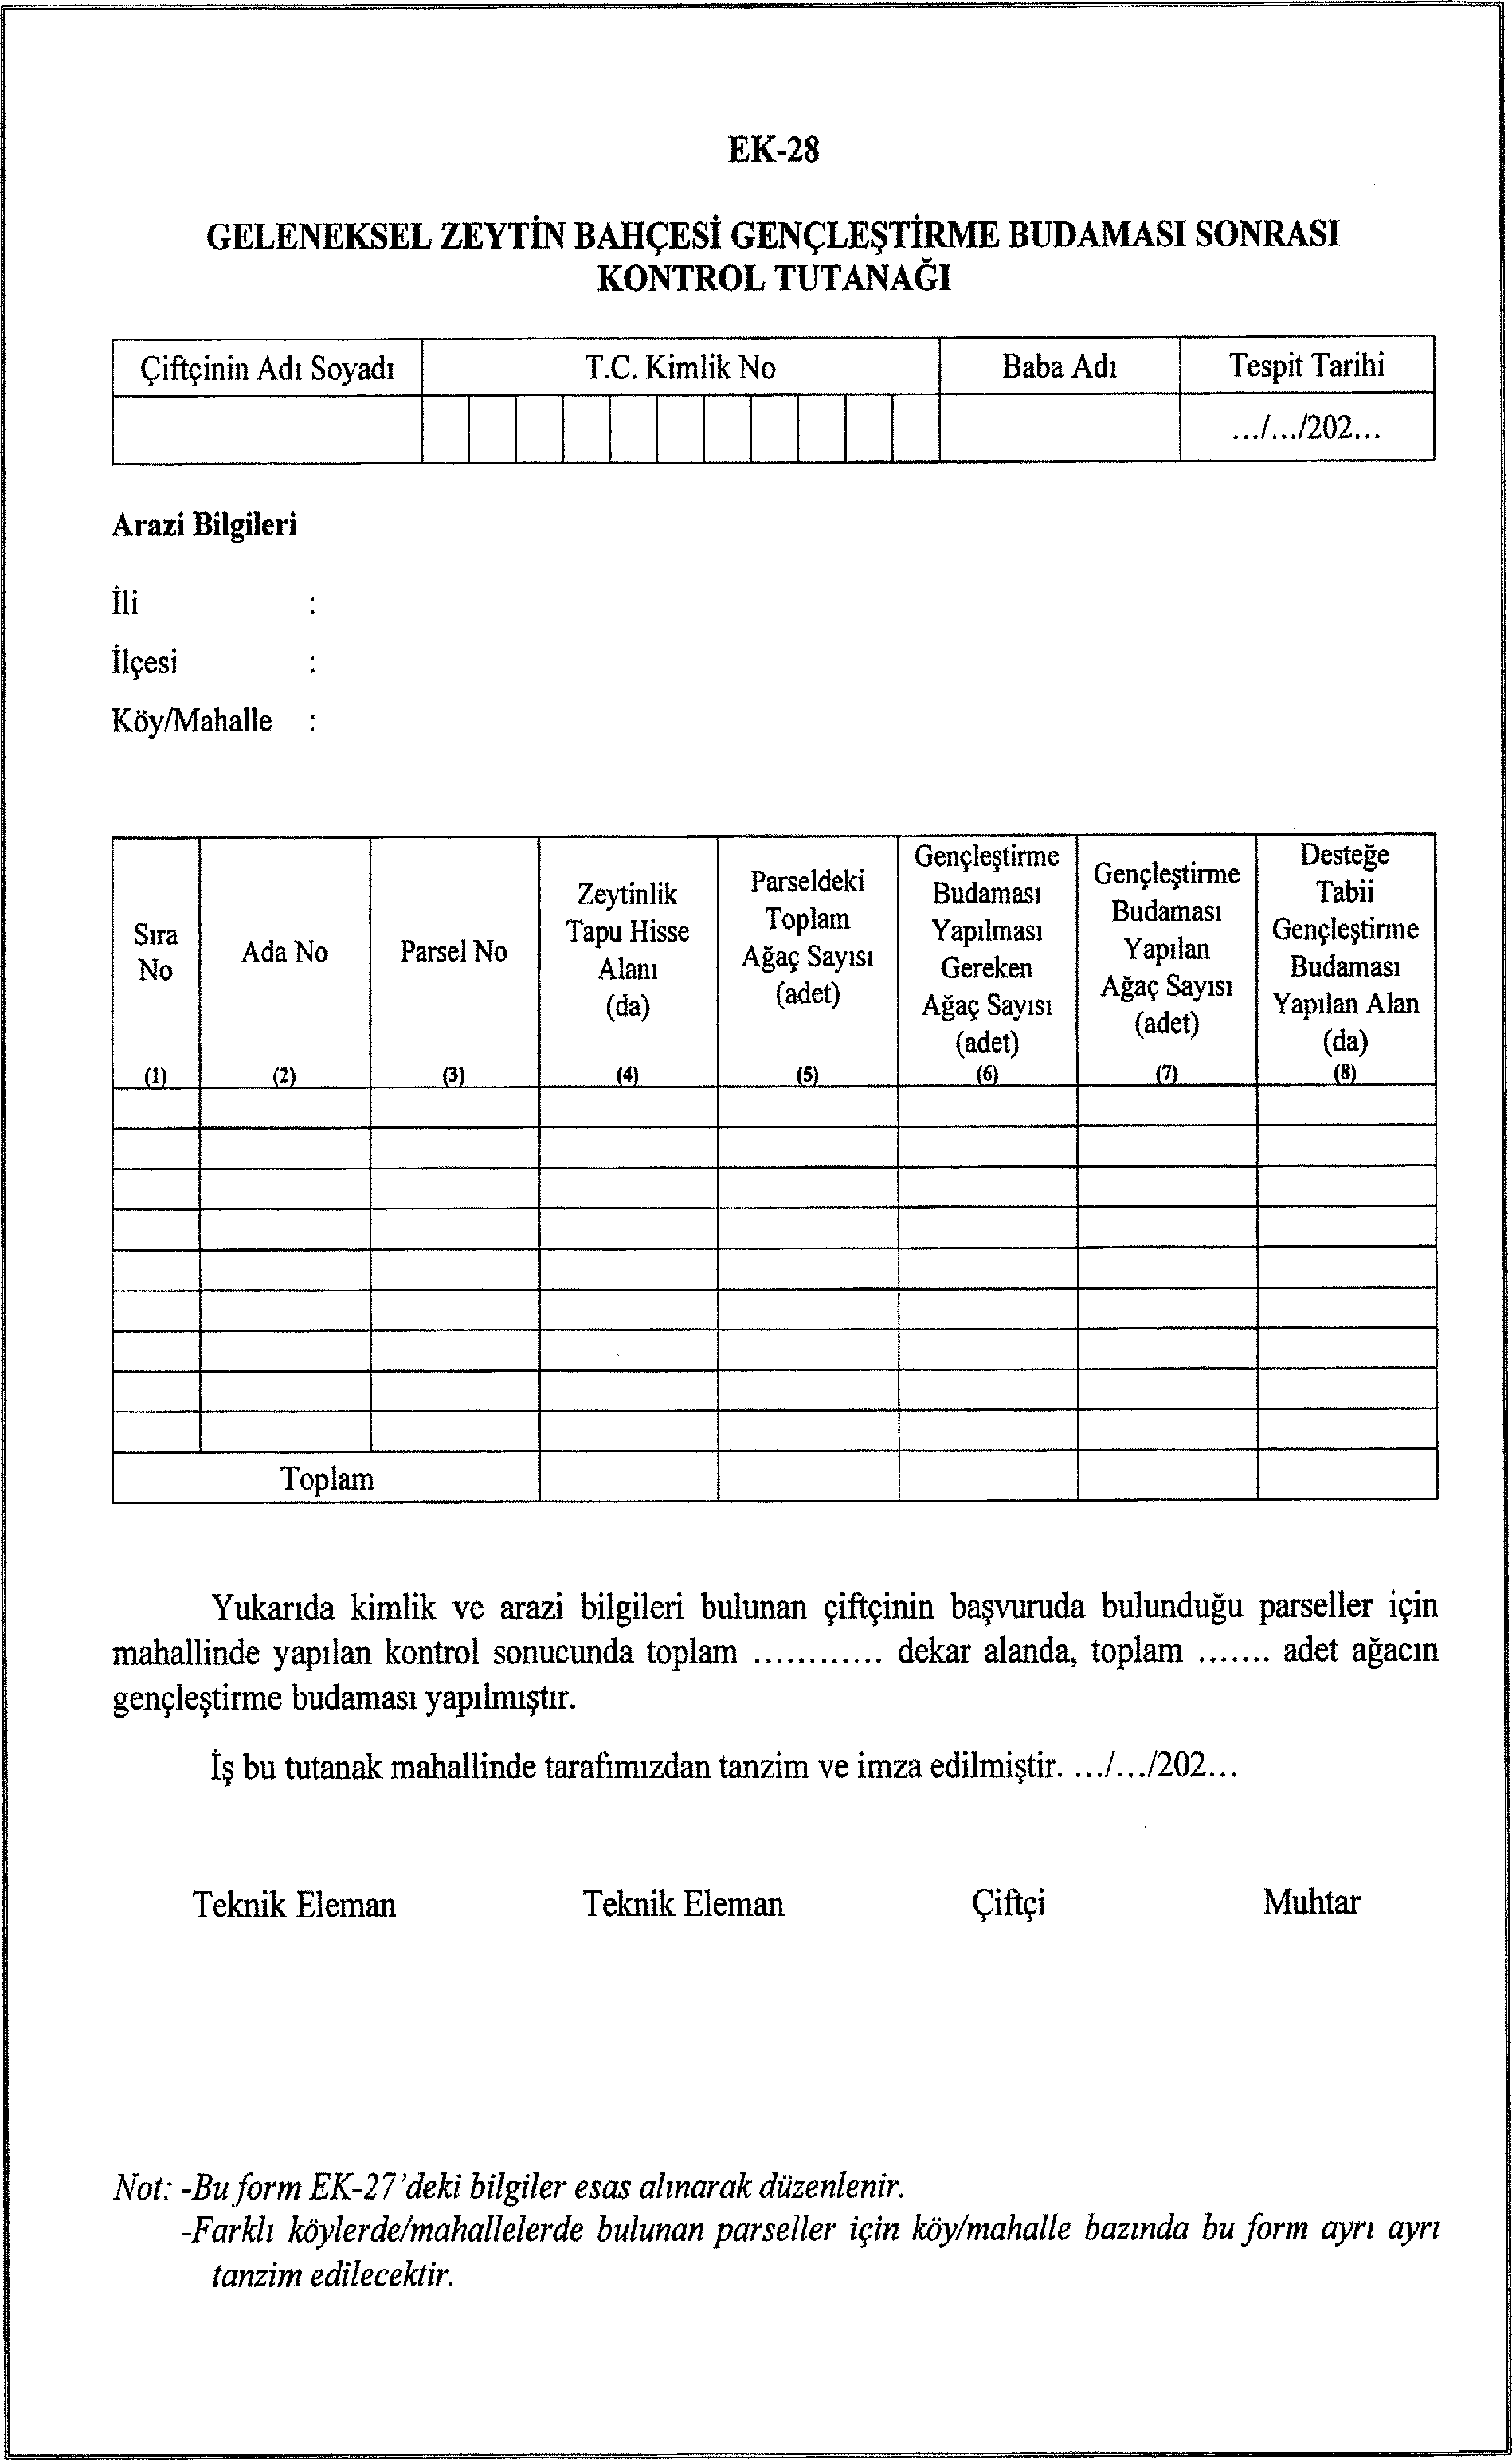 EK-28
GELENEKSEL ZEYTİN BAHÇESİ GENÇLEŞTİRME BUDAMASI SONRASI
KONTROL TUTANAĞI
Çiftçinin Adı Soyadı T.C. Kimlik No Baba Adı Tespit Tarihi
.../.../202...
Arazi Bilgileri
İli :
İlçesi :
Köy/Mahalle :
Sıra
No
(1)
Ada No
(2)
Parsel No
(3)
Zeytinlik
Tapu Hisse
Alanı
(da)
(4)
Parseldeki
Toplam
Ağaç Sayısı
(adet)
(5)
Gençleştirme
Budaması
Yapılması
Gereken
Ağaç Sayısı
(adet)
(6)
Gençleştirme
Budaması
Yapılan
Ağaç Sayısı
(adet)
(7)
Desteğe
Tabii
Gençleştirme
Budaması
Yapılan Alan
(da)
(8)
Toplam
Yukarıda kimlik ve arazi bilgileri bulunan çiftçinin başvuruda bulunduğu parseller için
mahallinde yapılan kontrol sonucunda toplam ............ dekar alanda, toplam ....... adet ağacın
gençleştirme budaması yapılmıştır.
İş bu tutanak mahallinde tarafımızdan tanzim ve imza edilmiştir. .../.../202...
Teknik Eleman Teknik Eleman Çiftçi Muhtar
Not: -Bu form EK-27'deki bilgiler esas alınarak düzenlenir.
-Farklı köylerde/mahallelerde bulunan parseller için köy/mahalle bazında bu form ayrı ayrı
tanzim edilecektir.